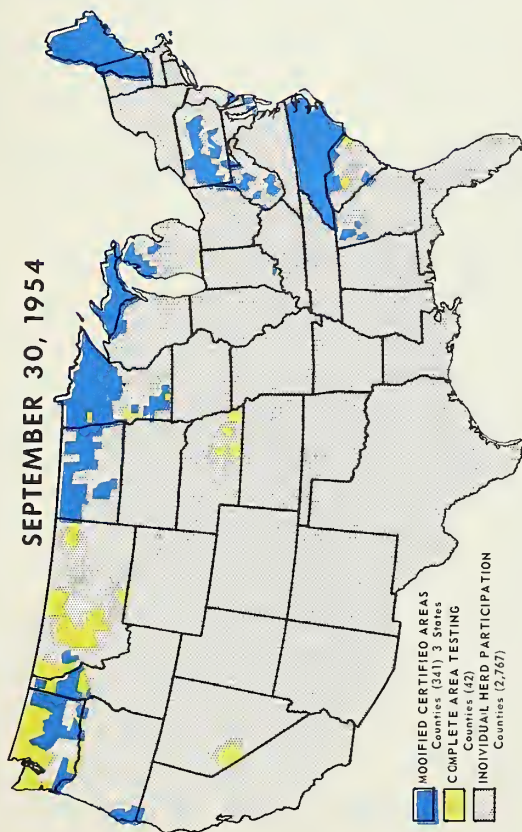 SEPTEMBER 30, 1954
MODIFIED CERTIFIED AREAS
Counties (341) 3 States
COMPLETE AREA TESTING
Counties (42)
INDIVIDUAL HERD PARTICIPATION
Counties (2,767)